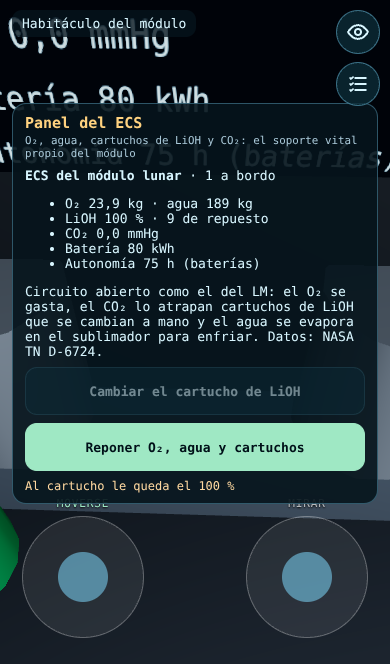 Habitáculo del módulo
0,0 mmHg
tería 80 kWh
Panel del ECS
O₂, agua, cartuchos de LiOH y CO₂: el soporte vital
propio del módulo
75 h (baterías)
ECS del módulo lunar · 1 a bordo
• O₂ 23,9 kg · agua 189 kg
• LiOH 100 % · 9 de repuesto
• CO₂ 0,0 mmHg
• Batería 80 kWh
• Autonomía 75 h (baterías)
Circuito abierto como el del LM: el O₂ se
gasta, el CO₂ lo atrapan cartuchos de LiOH
que se cambian a mano y el agua se evapora
en el sublimador para enfriar. Datos: NASA
TN D-6724.
Cambiar el cartucho de LiOH
Reponer O₂, agua y cartuchos
Al cartucho le queda el 100 %
MOVERSE
MIRAR